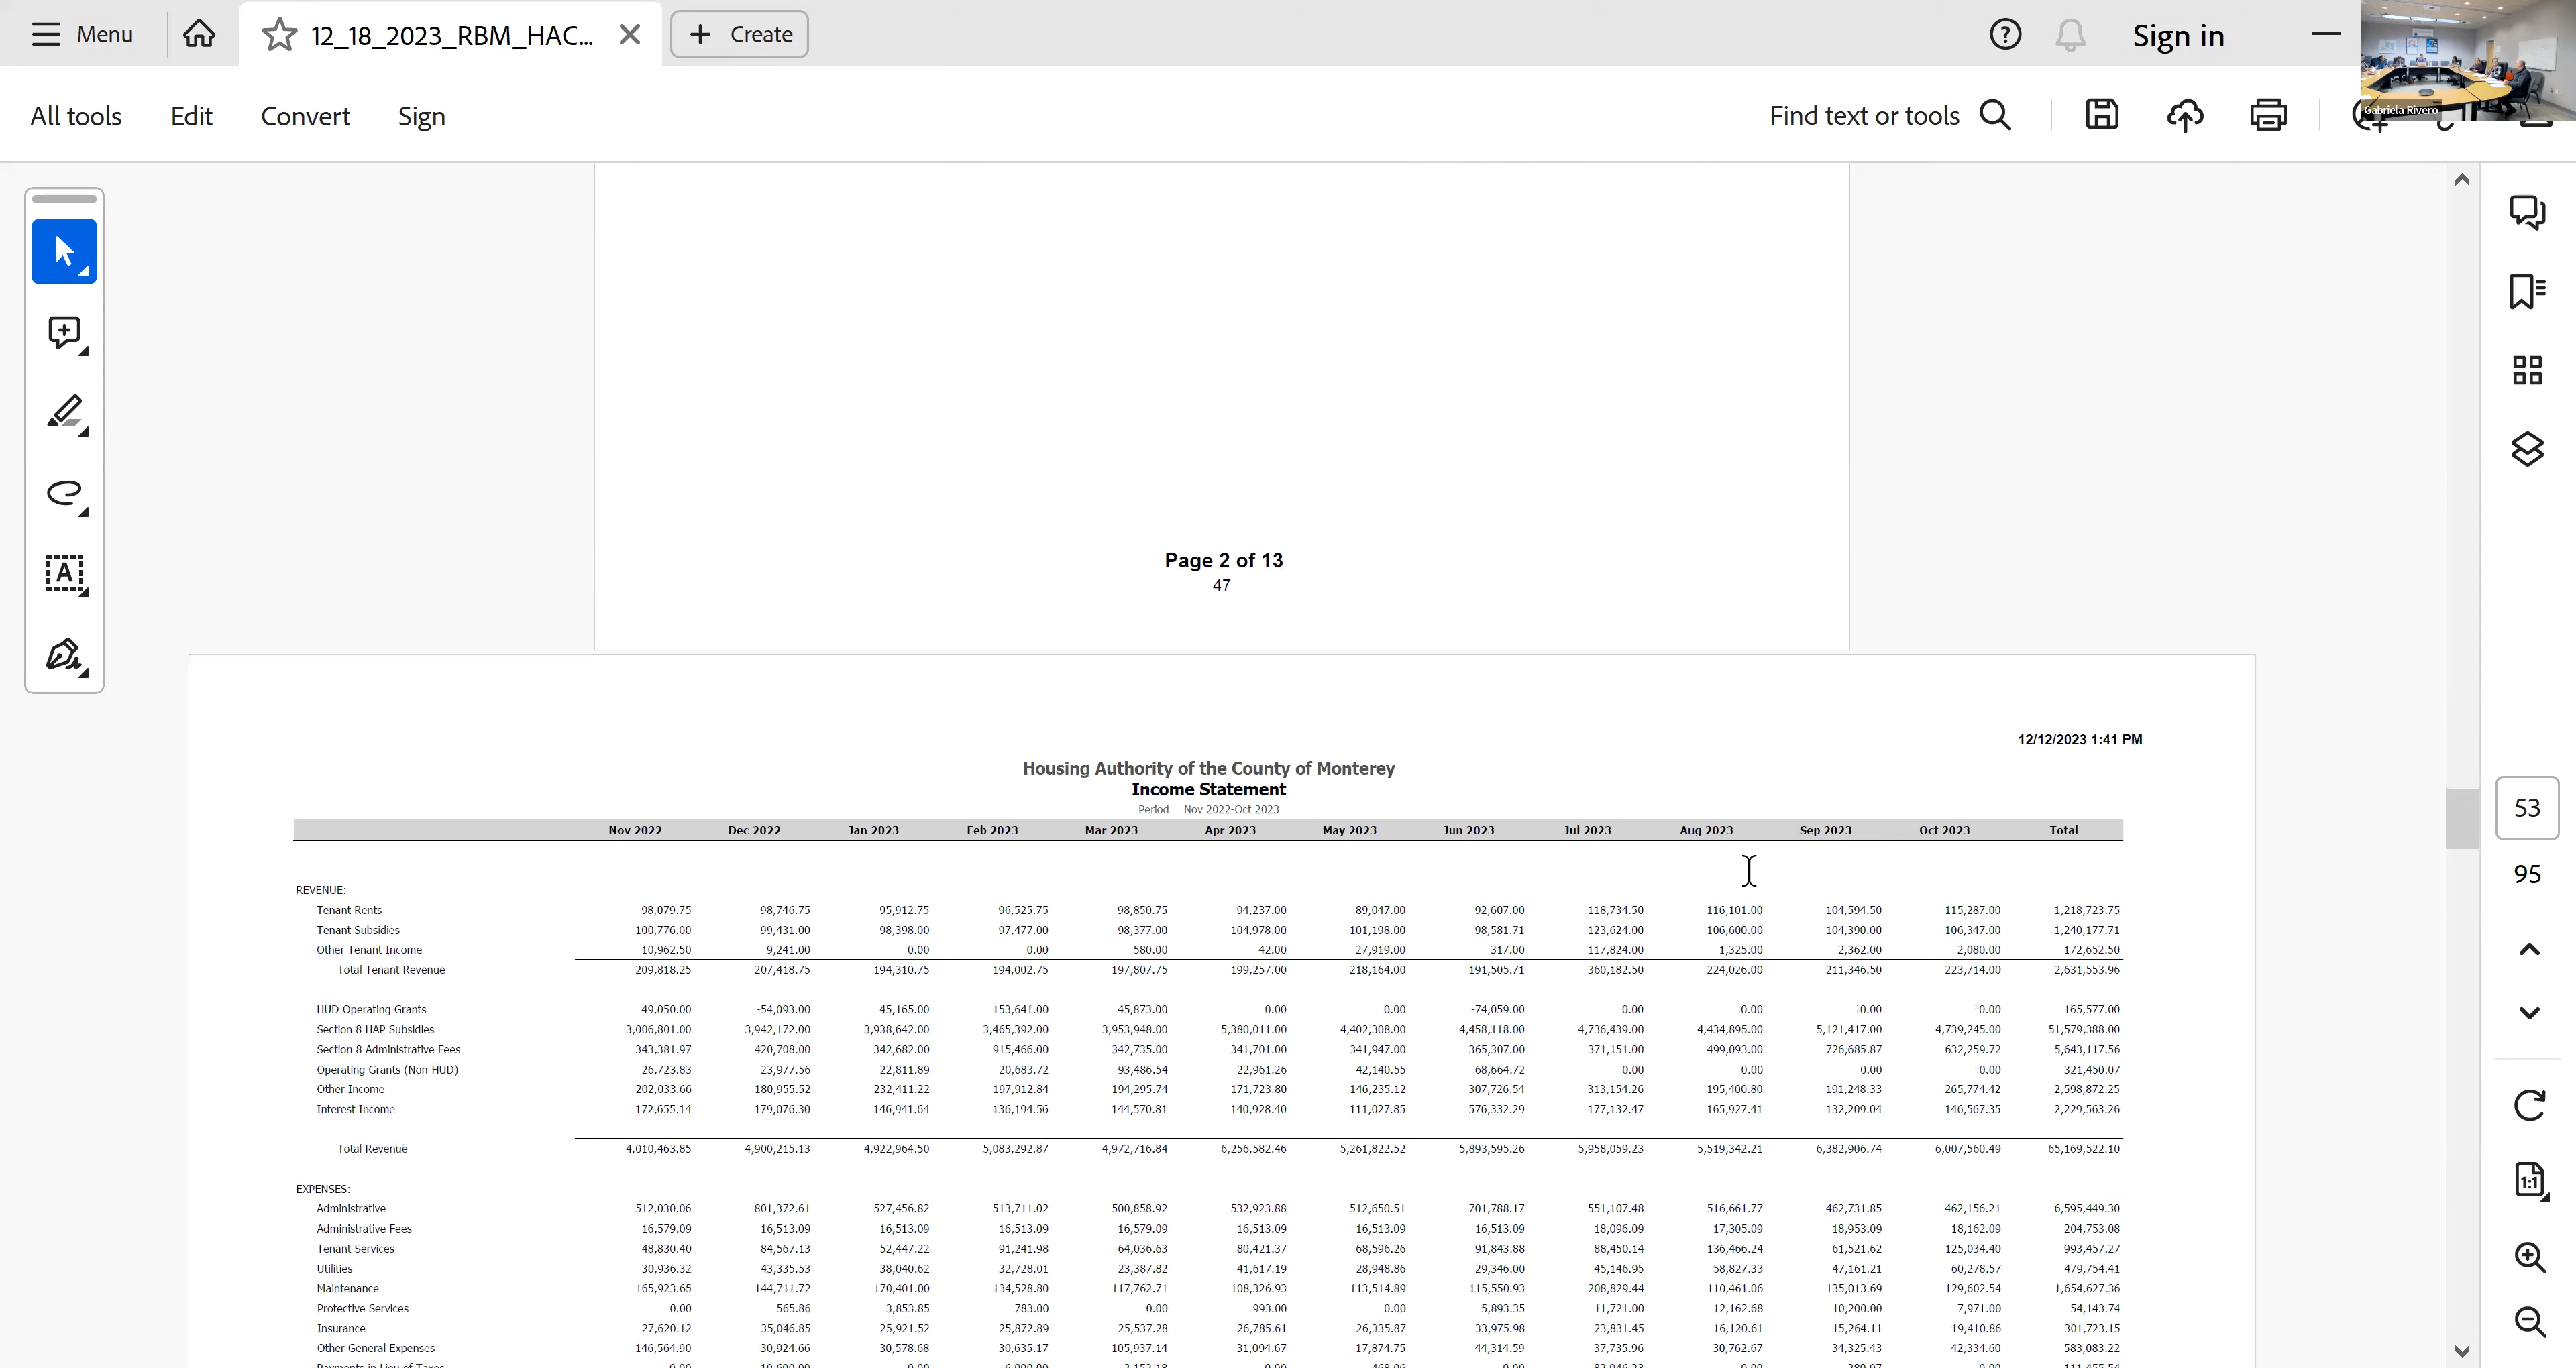 Menu
12_18_2023_RBM_HAC...
Create
Sign in
All tools Edit Convert Sign
Find text or tools
Gabriela Rivero
Page 2 of 13
47
12/12/2023 1:41 PM
Housing Authority of the County of Monterey
Income Statement
Period = Nov 2022-Oct 2023
Nov 2022 Dec 2022 Jan 2023 Feb 2023 Mar 2023 Apr 2023 May 2023 Jun 2023 Jul 2023 Aug 2023 Sep 2023 Oct 2023 Total
REVENUE:
Tenant Rents 98,079.75 98,746.75 95,912.75 96,525.75 98,850.75 94,237.00 89,047.00 92,607.00 118,734.50 116,101.00 104,594.50 115,287.00 1,218,723.75
Tenant Subsidies 100,776.00 99,431.00 98,398.00 97,477.00 98,377.00 104,978.00 101,198.00 98,581.71 123,624.00 106,600.00 104,390.00 106,347.00 1,240,177.71
Other Tenant Income 10,962.50 9,241.00 0.00 0.00 580.00 42.00 27,919.00 317.00 117,824.00 1,325.00 2,362.00 2,080.00 172,652.50
Total Tenant Revenue 209,818.25 207,418.75 194,310.75 194,002.75 197,807.75 199,257.00 218,164.00 191,505.71 360,182.50 224,026.00 211,346.50 223,714.00 2,631,553.96
HUD Operating Grants 49,050.00 -54,093.00 45,165.00 153,641.00 45,873.00 0.00 0.00 -74,059.00 0.00 0.00 0.00 0.00 165,577.00
Section 8 HAP Subsidies 3,006,801.00 3,942,172.00 3,938,642.00 3,465,392.00 3,953,948.00 5,380,011.00 4,402,308.00 4,458,118.00 4,736,439.00 4,434,895.00 5,121,417.00 4,739,245.00 51,579,388.00
Section 8 Administrative Fees 343,381.97 420,708.00 342,682.00 915,466.00 342,735.00 341,701.00 341,947.00 365,307.00 371,151.00 499,093.00 726,685.87 632,259.72 5,643,117.56
Operating Grants (Non-HUD) 26,723.83 23,977.56 22,811.89 20,683.72 93,486.54 22,961.26 42,140.55 68,664.72 0.00 0.00 0.00 0.00 321,450.07
Other Income 202,033.66 180,955.52 232,411.22 197,912.84 194,295.74 171,723.80 146,235.12 307,726.54 313,154.26 195,400.80 191,248.33 265,774.42 2,598,872.25
Interest Income 172,655.14 179,076.30 146,941.64 136,194.56 144,570.81 140,928.40 111,027.85 576,332.29 177,132.47 165,927.41 132,209.04 146,567.35 2,229,563.26
Total Revenue 4,010,463.85 4,900,215.13 4,922,964.50 5,083,292.87 4,972,716.84 6,256,582.46 5,261,822.52 5,893,595.26 5,958,059.23 5,519,342.21 6,382,906.74 6,007,560.49 65,169,522.10
EXPENSES:
Administrative 512,030.06 801,372.61 527,456.82 513,711.02 500,858.92 532,923.88 512,650.51 701,788.17 551,107.48 516,661.77 462,731.85 462,156.21 6,595,449.30
Administrative Fees 16,579.09 16,513.09 16,513.09 16,513.09 16,579.09 16,513.09 16,513.09 16,513.09 18,096.09 17,305.09 18,953.09 18,162.09 204,753.08
Tenant Services 48,830.40 84,567.13 52,447.22 91,241.98 64,036.63 80,421.37 68,596.26 91,843.88 88,450.14 136,466.24 61,521.62 125,034.40 993,457.27
Utilities 30,936.32 43,335.53 38,040.62 32,728.01 23,387.82 41,617.19 28,948.86 29,346.00 45,146.95 58,827.33 47,161.21 60,278.57 479,754.41
Maintenance 165,923.65 144,711.72 170,401.00 134,528.80 117,762.71 108,326.93 113,514.89 115,550.93 208,829.44 110,461.06 135,013.69 129,602.54 1,654,627.36
Protective Services 0.00 565.86 3,853.85 783.00 0.00 993.00 0.00 5,893.35 11,721.00 12,162.68 10,200.00 7,971.00 54,143.74
Insurance 27,620.12 35,046.85 25,921.52 25,872.89 25,537.28 26,785.61 26,335.87 33,975.98 23,831.45 16,120.61 15,264.11 19,410.86 301,723.15
Other General Expenses 146,564.90 30,924.66 30,578.68 30,635.17 105,937.14 31,094.67 17,874.75 44,314.59 37,735.96 30,762.67 34,325.43 42,334.60 583,083.22
53
95
1:1